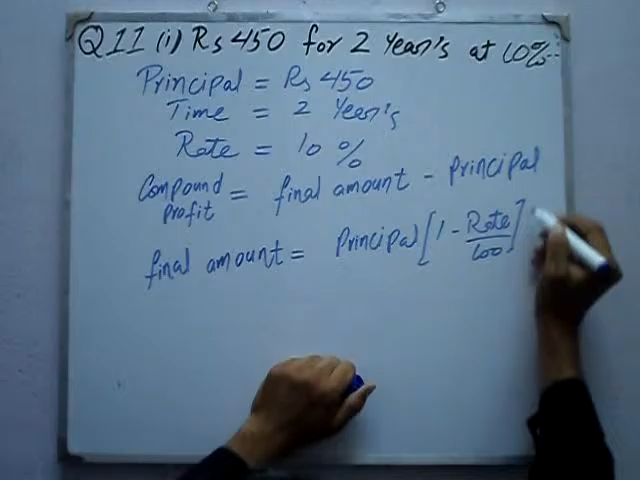 Q11 (i) Rs 450 for 2 Year's at 10%
Principal = Rs 450
Time = 2 Year's
Rate = 10 %
Compound profit = final amount - principal
final amount = Principal [1 - Rate/100]